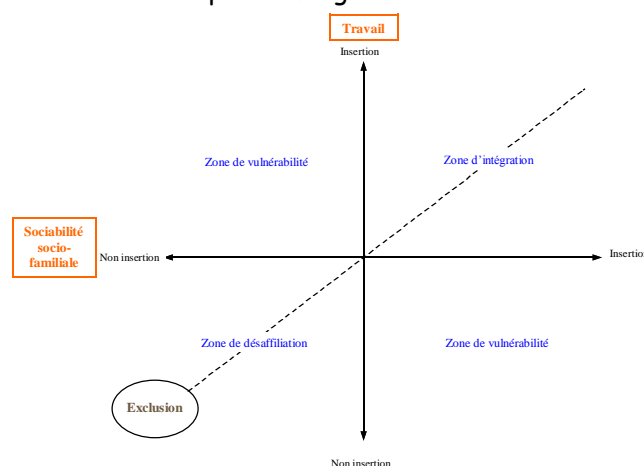 Travail
Insertion
Zone de vulnérabilité
Zone d'intégration
Sociabilité
socio-
familiale
Non insertion
Insertion
Zone de désaffiliation
Zone de vulnérabilité
Exclusion
Non insertion